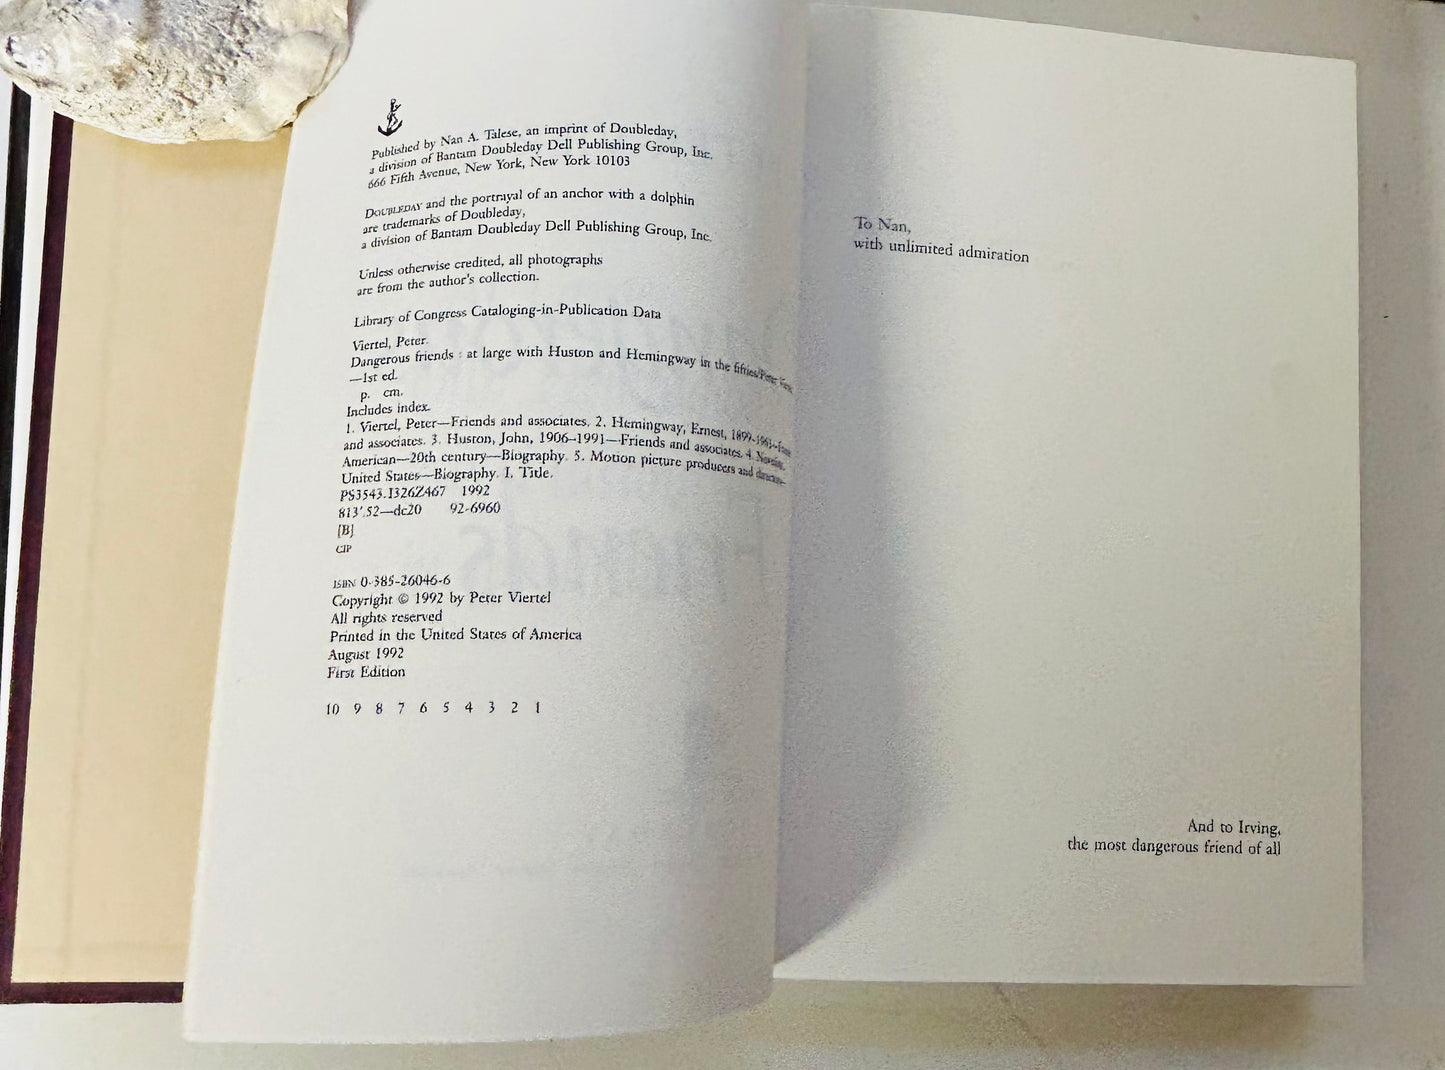 Published by Nan A. Talese, an imprint of Doubleday,
a division of Bantam Doubleday Dell Publishing Group, Inc.
666 Fifth Avenue, New York, New York 10103
DOUBLEDAY and the portrayal of an anchor with a dolphin
are trademarks of Doubleday,
a division of Bantam Doubleday Dell Publishing Group, Inc.
Unless otherwise credited, all photographs
are from the author's collection.
Library of Congress Cataloging-in-Publication Data
Viertel, Peter.
Dangerous friends : at large with Huston and Hemingway in the fifties/Peter
—1st ed.
p. cm.
Includes index.
1. Viertel, Peter—Friends and associates. 2. Hemingway, Ernest, 1899-1961—
and associates. 3. Huston, John, 1906-1991—Friends and associates. 4.
American—20th century—Biography. 5. Motion picture producers and
United States—Biography. I. Title.
PS3543.I326Z467 1992
813'.52—dc20 92-6960
[B]
CIP
ISBN 0-385-26046-6
Copyright © 1992 by Peter Viertel
All rights reserved
Printed in the United States of America
August 1992
First Edition
10 9 8 7 6 5 4 3 2 1
To Nan,
with unlimited admiration
And to Irving,
the most dangerous friend of all